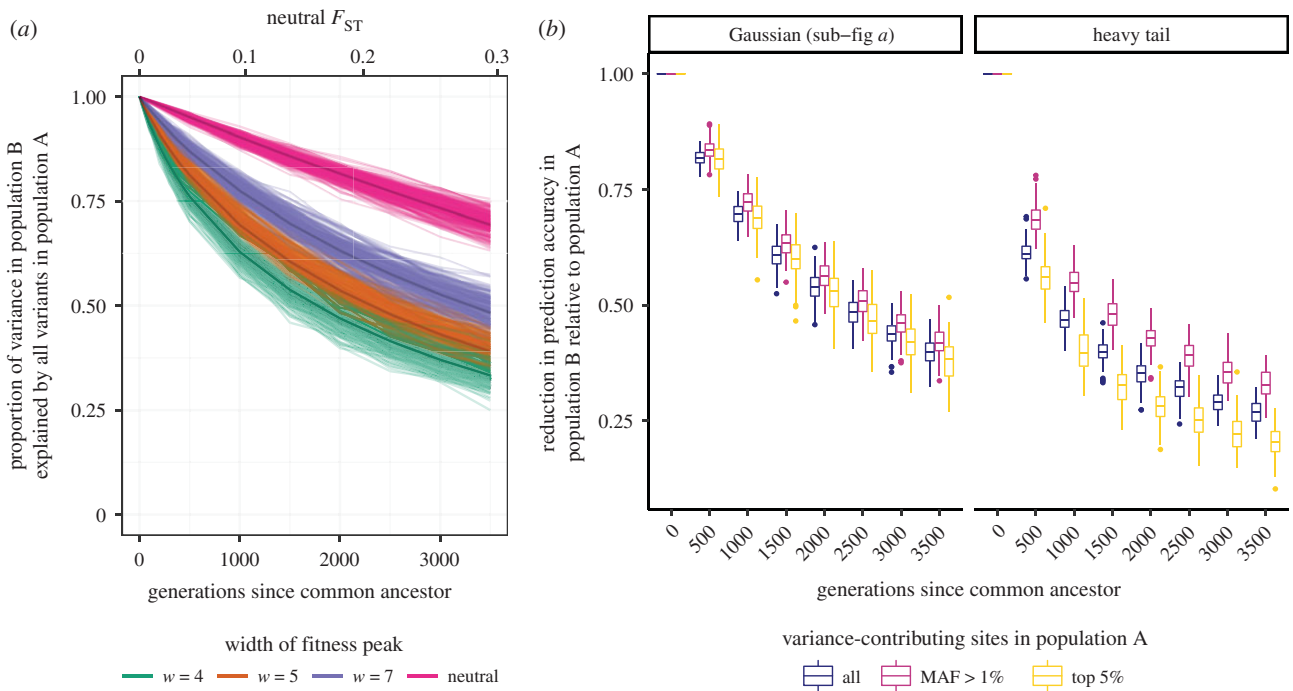 (a)
neutral FST
0 0.1 0.2 0.3
proportion of variance in population B
explained by all variants in population A
1.00
0.75
0.50
0.25
0
0 1000 2000 3000
generations since common ancestor
width of fitness peak
w = 4 w = 5 w = 7 neutral
(b)
Gaussian (sub−fig a) heavy tail
reduction in prediction accuracy in
population B relative to population A
1.00
0.75
0.50
0.25
0 500 1000 1500 2000 2500 3000 3500 0 500 1000 1500 2000 2500 3000 3500
generations since common ancestor
variance-contributing sites in population A
all MAF > 1% top 5%